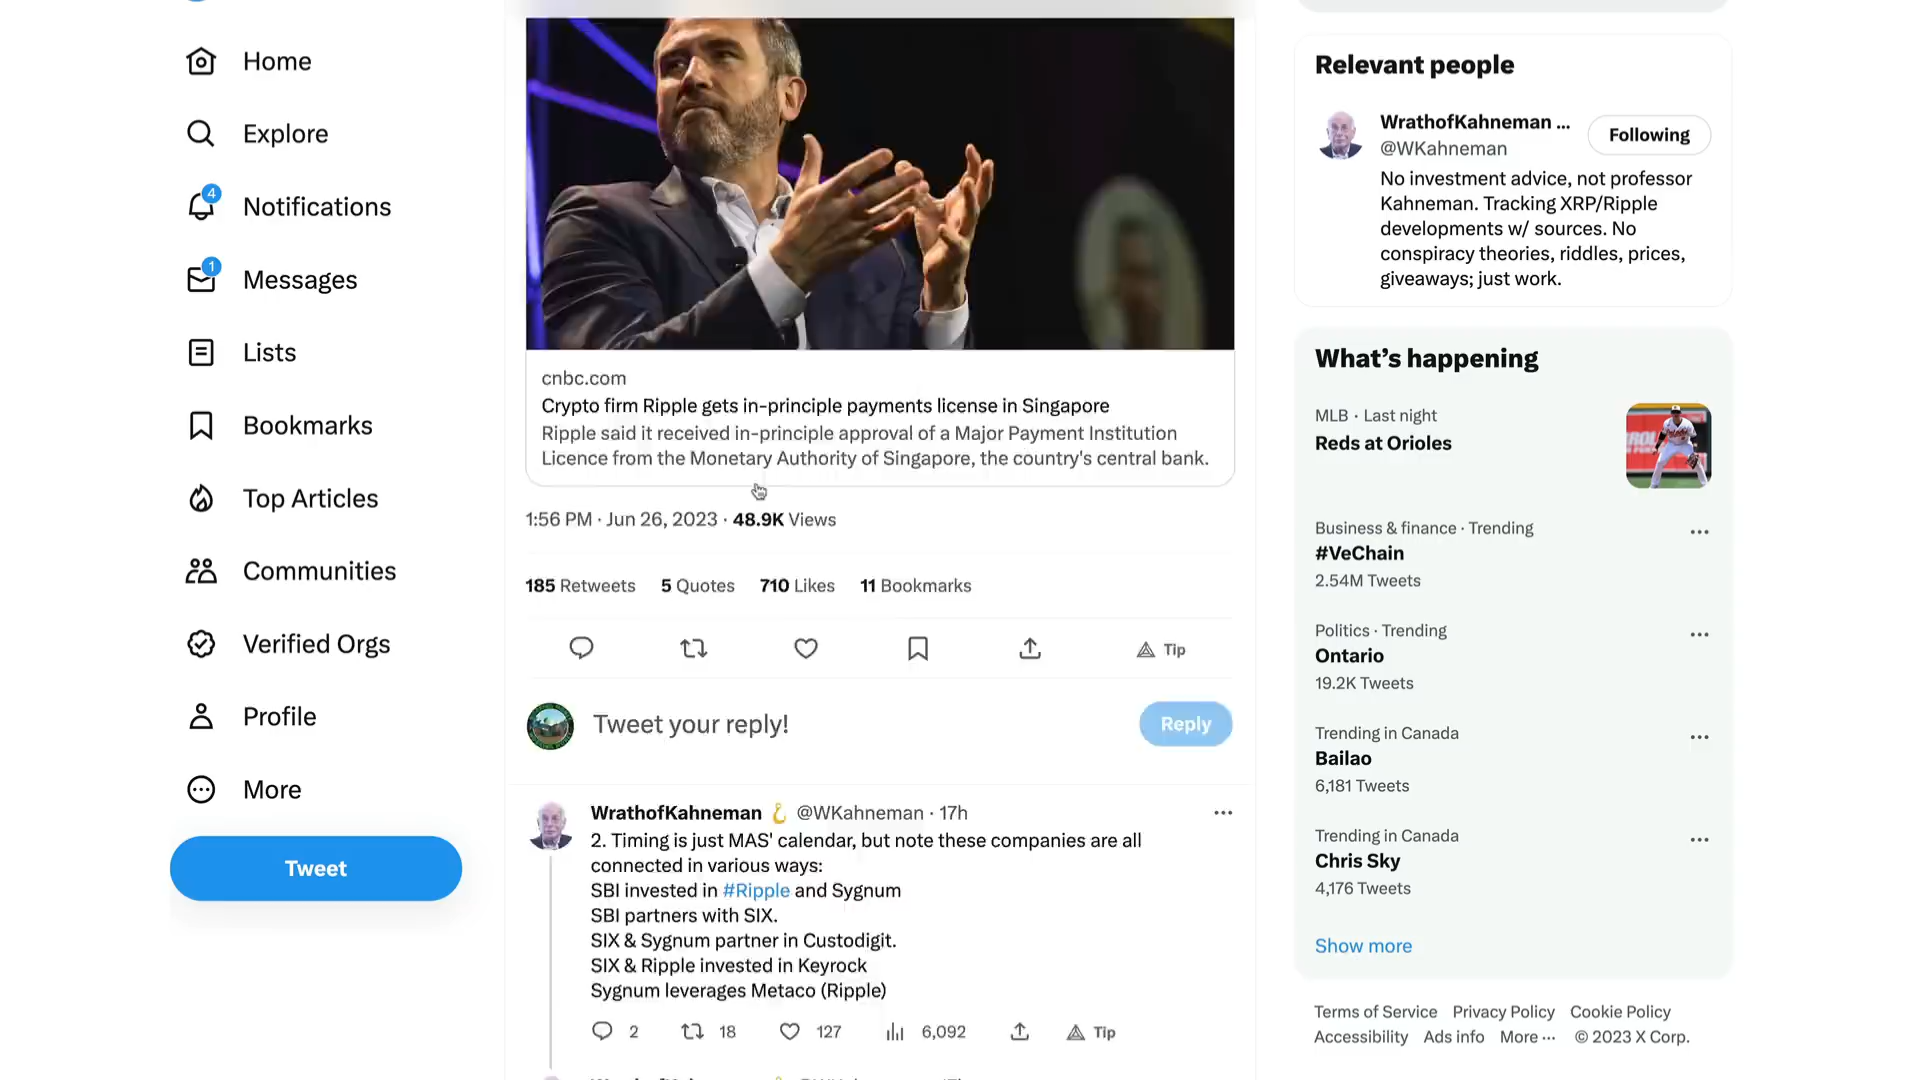 Home
Explore
4
Notifications
1
Messages
Lists
Bookmarks
Top Articles
Communities
Verified Orgs
Profile
More
Tweet
cnbc.com
Crypto firm Ripple gets in-principle payments license in Singapore
Ripple said it received in-principle approval of a Major Payment Institution
Licence from the Monetary Authority of Singapore, the country's central bank.
1:56 PM · Jun 26, 2023 · 48.9K Views
185 Retweets 5 Quotes 710 Likes 11 Bookmarks
Tip
Tweet your reply!
Reply
WrathofKahneman @WKahneman · 17h
2. Timing is just MAS' calendar, but note these companies are all
connected in various ways:
SBI invested in #Ripple and Sygnum
SBI partners with SIX.
SIX & Sygnum partner in Custodigit.
SIX & Ripple invested in Keyrock
Sygnum leverages Metaco (Ripple)
2 18 127 6,092 Tip
Relevant people
WrathofKahneman ...
@WKahneman
Following
No investment advice, not professor
Kahneman. Tracking XRP/Ripple
developments w/ sources. No
conspiracy theories, riddles, prices,
giveaways; just work.
What's happening
MLB · Last night
Reds at Orioles
Business & finance · Trending
#VeChain
2.54M Tweets
Politics · Trending
Ontario
19.2K Tweets
Trending in Canada
Bailao
6,181 Tweets
Trending in Canada
Chris Sky
4,176 Tweets
Show more
Terms of Service Privacy Policy Cookie Policy
Accessibility Ads info More ··· © 2023 X Corp.